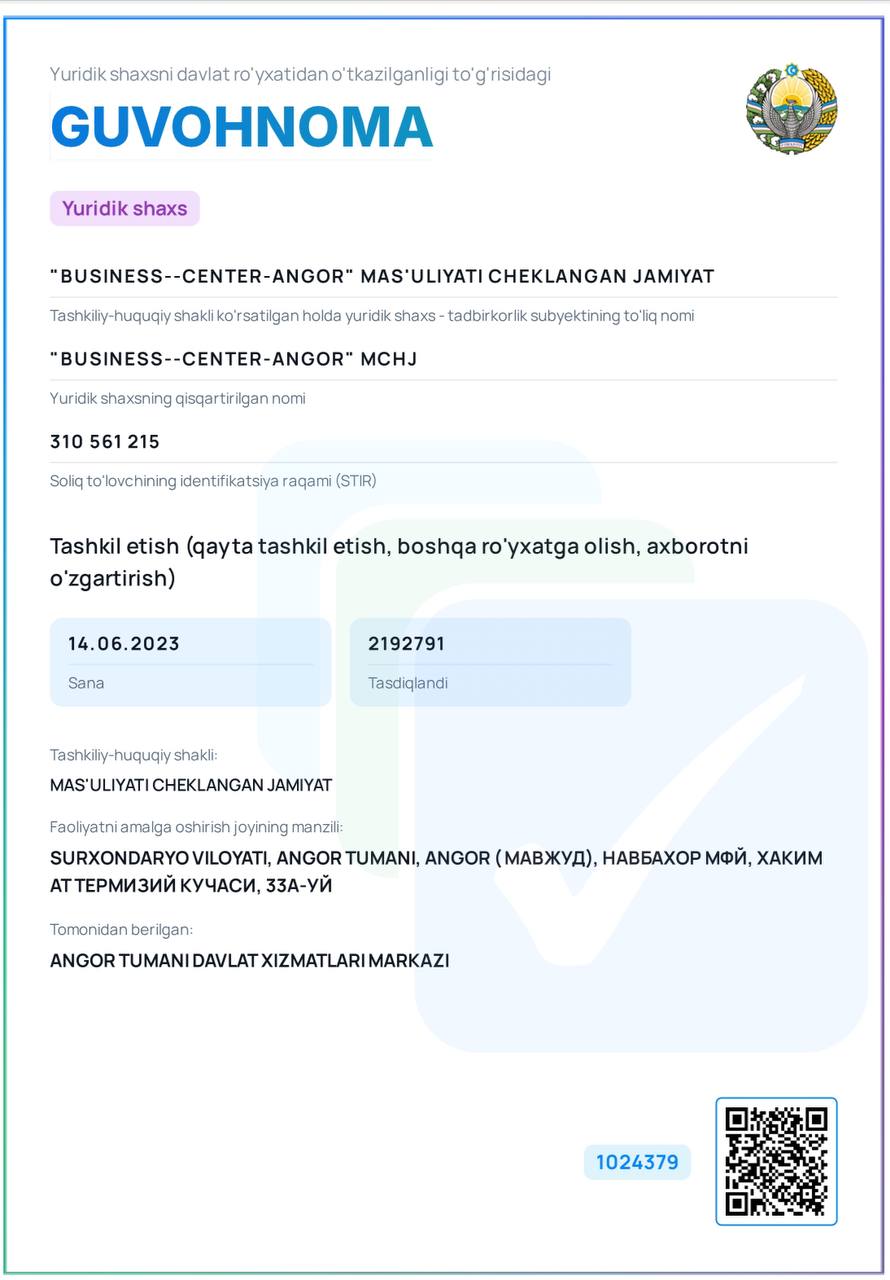 Yuridik shaxsni davlat ro'yxatidan o'tkazilganligi to'g'risidagi
GUVOHNOMA
Yuridik shaxs
"BUSINESS--CENTER-ANGOR" MAS'ULIYATI CHEKLANGAN JAMIYAT
Tashkiliy-huquqiy shakli ko'rsatilgan holda yuridik shaxs - tadbirkorlik subyektining to'liq nomi
"BUSINESS--CENTER-ANGOR" MCHJ
Yuridik shaxsning qisqartirilgan nomi
310 561 215
Soliq to'lovchining identifikatsiya raqami (STIR)
Tashkil etish (qayta tashkil etish, boshqa ro'yxatga olish, axborotni
o'zgartirish)
14.06.2023
Sana
2192791
Tasdiqlandi
Tashkiliy-huquqiy shakli:
MAS'ULIYATI CHEKLANGAN JAMIYAT
Faoliyatni amalga oshirish joyining manzili:
SURXONDARYO VILOYATI, ANGOR TUMANI, ANGOR ( МАВЖУД), НАВБАХОР МФЙ, ХАКИМ
АТ ТЕРМИЗИЙ КУЧАСИ, 33А-УЙ
Tomonidan berilgan:
ANGOR TUMANI DAVLAT XIZMATLARI MARKAZI
1024379